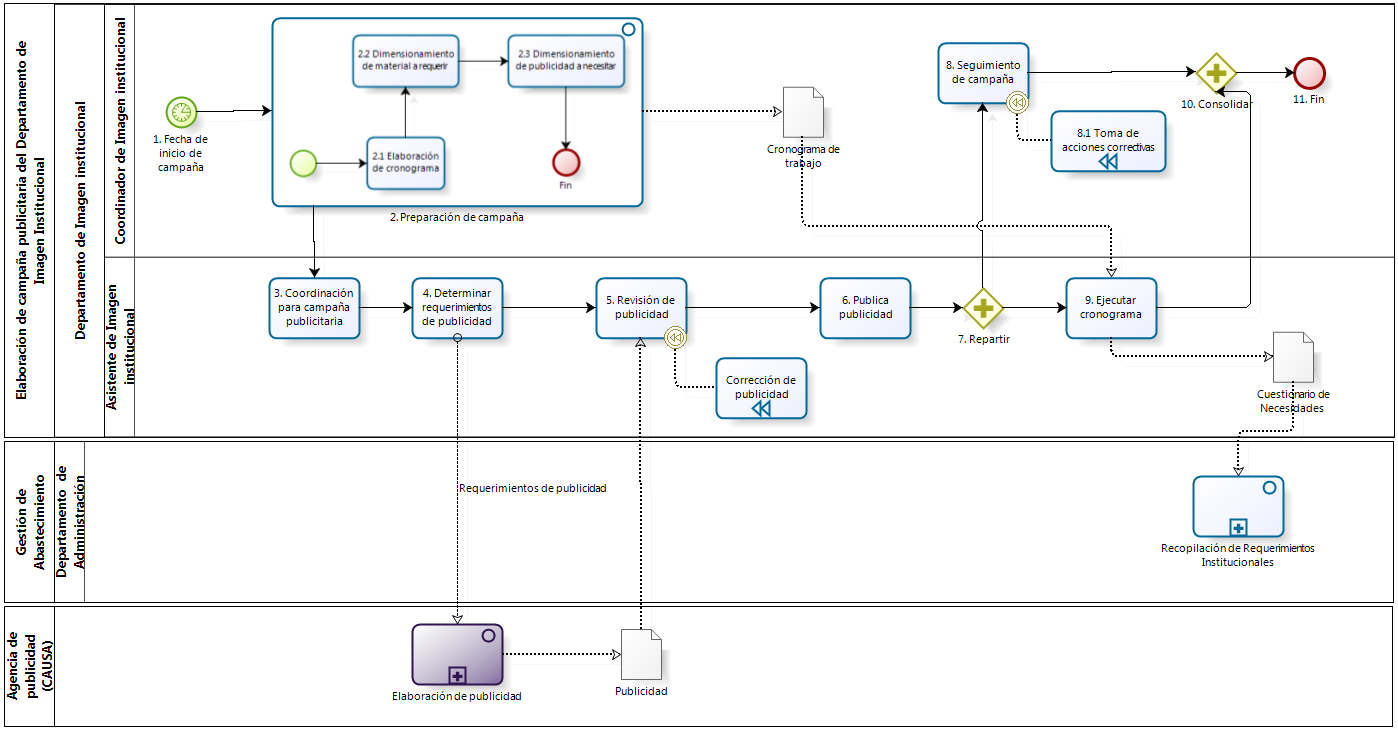 Elaboración de campaña publicitaria del Departamento de
Imagen Institucional
Departamento de Imagen institucional
Coordinador de Imagen institucional
1. Fecha de
inicio de
campaña
2.2 Dimensionamiento
de material a requerir
2.3 Dimensionamiento
de publicidad a necesitar
2.1 Elaboración
de cronograma
Fin
2. Preparación de campaña
Cronograma de
trabajo
8. Seguimiento
de campaña
8.1 Toma de
acciones correctivas
10. Consolidar
11. Fin
Asistente de Imagen
institucional
3. Coordinación
para campaña
publicitaria
4. Determinar
requerimientos
de publicidad
5. Revisión de
publicidad
Corrección de
publicidad
6. Publica
publicidad
7. Repartir
9. Ejecutar
cronograma
Cuestionario de
Necesidades
Gestión de
Abastecimiento
Departamento de
Administración
Requerimientos de publicidad
Recopilación de Requerimientos
Institucionales
Agencia de
publicidad
(CAUSA)
Elaboración de publicidad
Publicidad